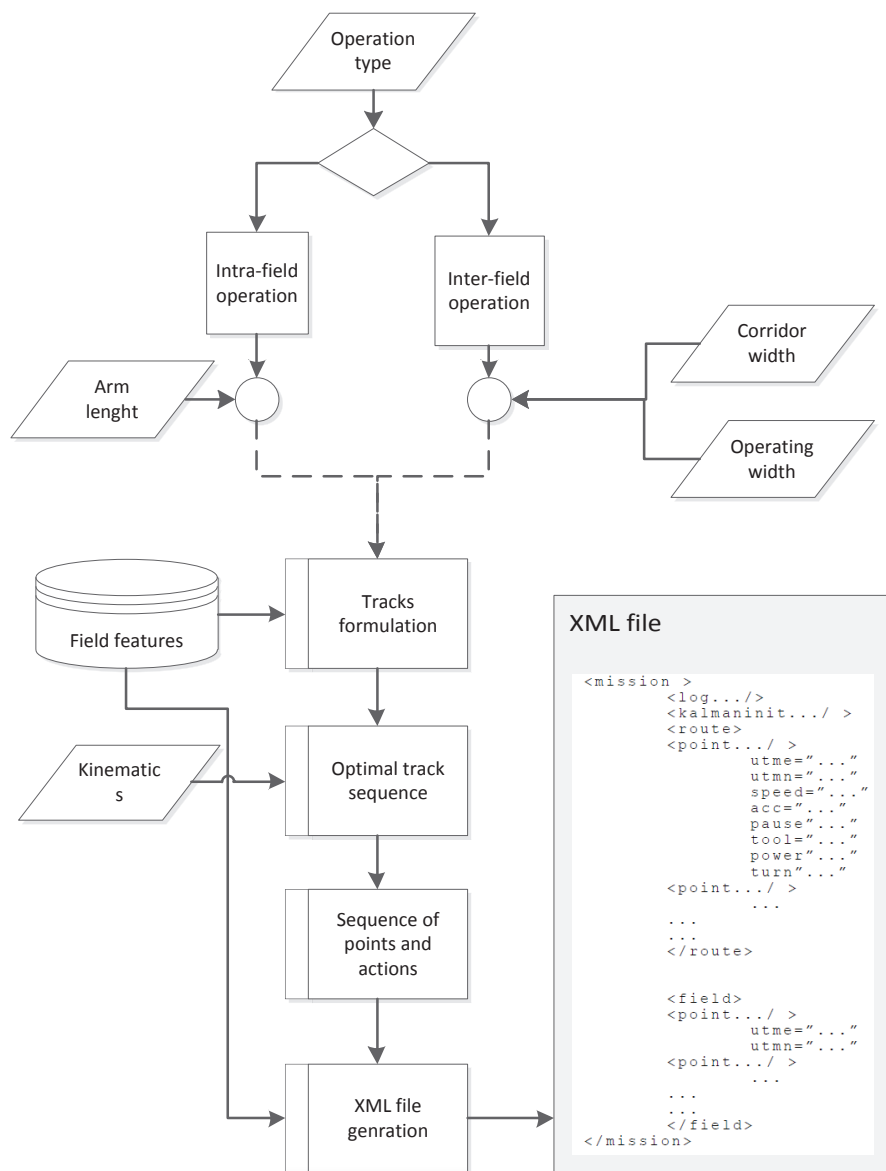 Operation
type
Intra-field
operation
Inter-field
operation
Corridor
width
Arm
lenght
Operating
width
Tracks
formulation
Field features
Kinematic
s
Optimal track
sequence
Sequence of
points and
actions
XML file
genration
XML file
<mission >
<log.../>
<kalmaninit.../ >
<route>
<point.../ >
utme="..."
utmn="..."
speed="..."
acc="..."
pause"..."
tool="..."
power"..."
turn"..."
<point.../ >
...
...
...
</route>
<field>
<point.../ >
utme="..."
utmn="..."
<point.../ >
...
...
...
</field>
</mission>